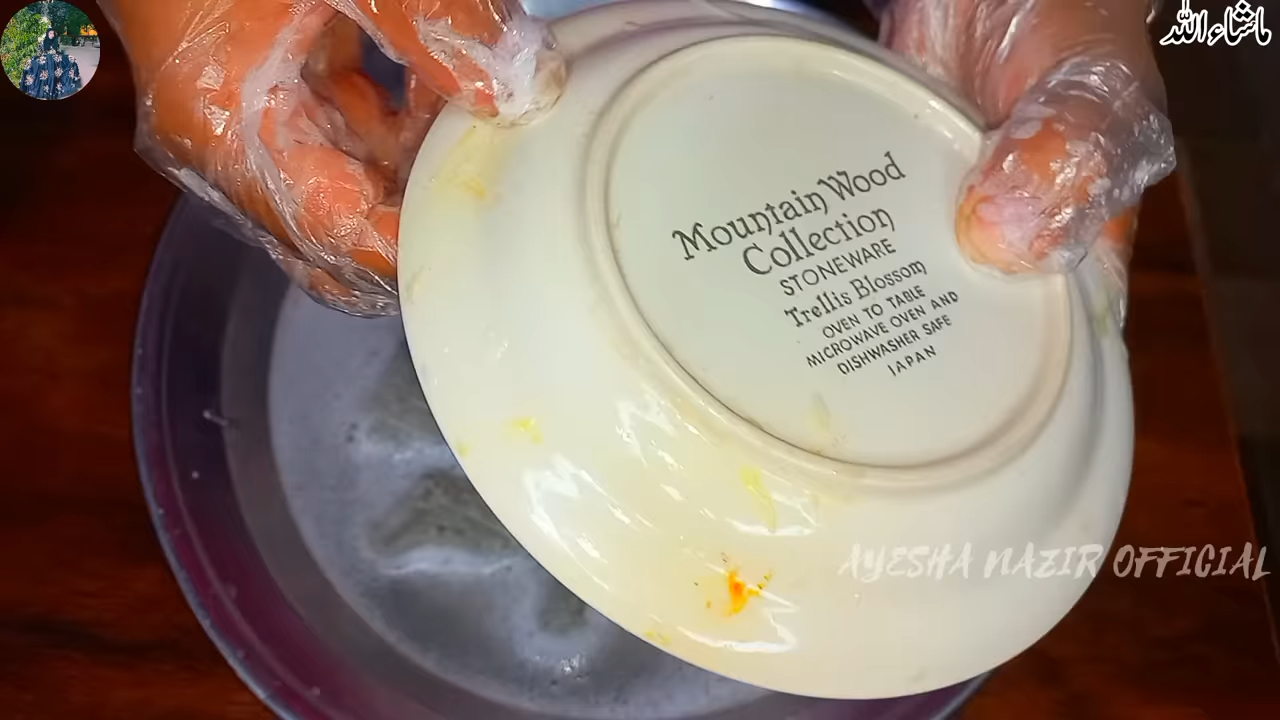 ماشاءاللہ
Mountain Wood
Collection
STONEWARE
Trellis Blossom
OVEN TO TABLE
MICROWAVE OVEN AND
DISHWASHER SAFE
JAPAN
AYESHA NAZIR OFFICIAL